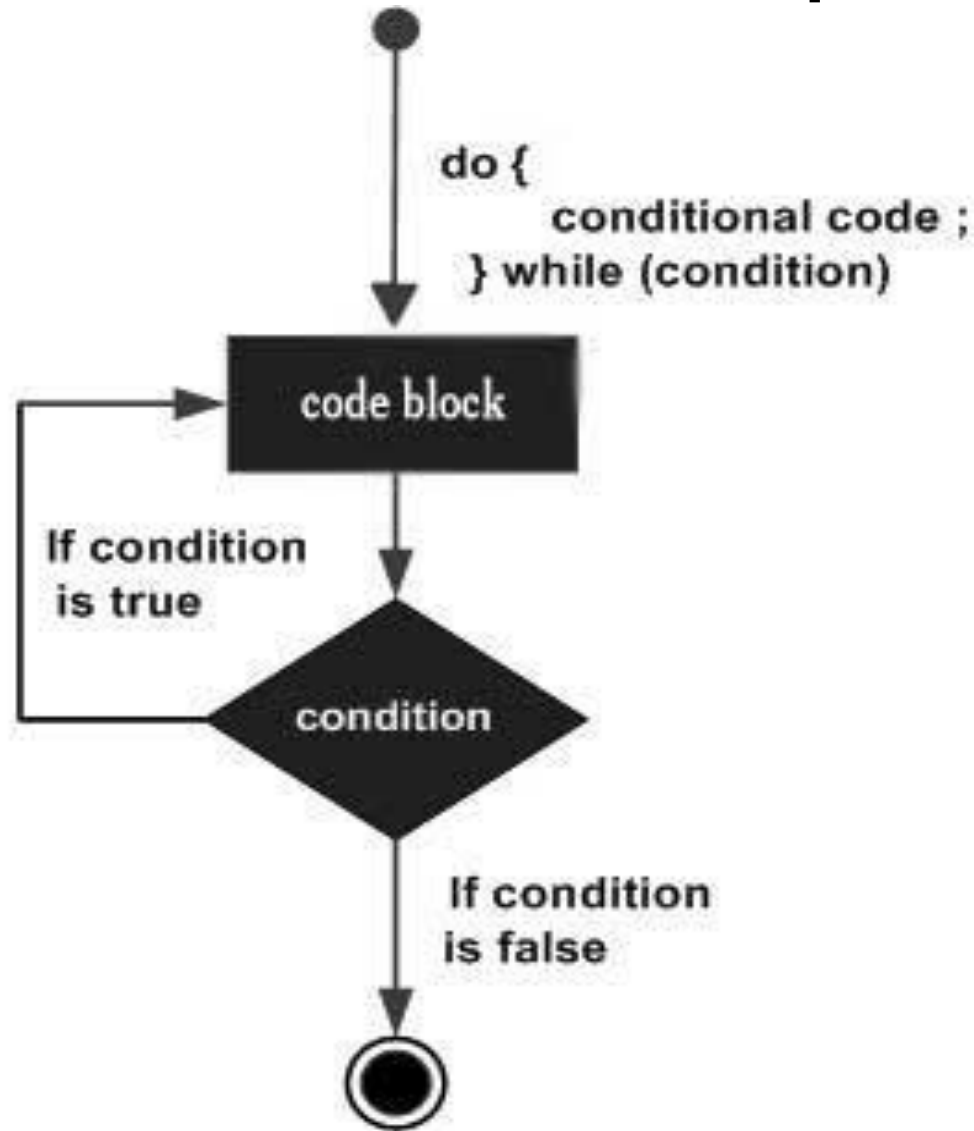 do {
conditional code ;
} while (condition)
code block
If condition
is true
condition
If condition
is false